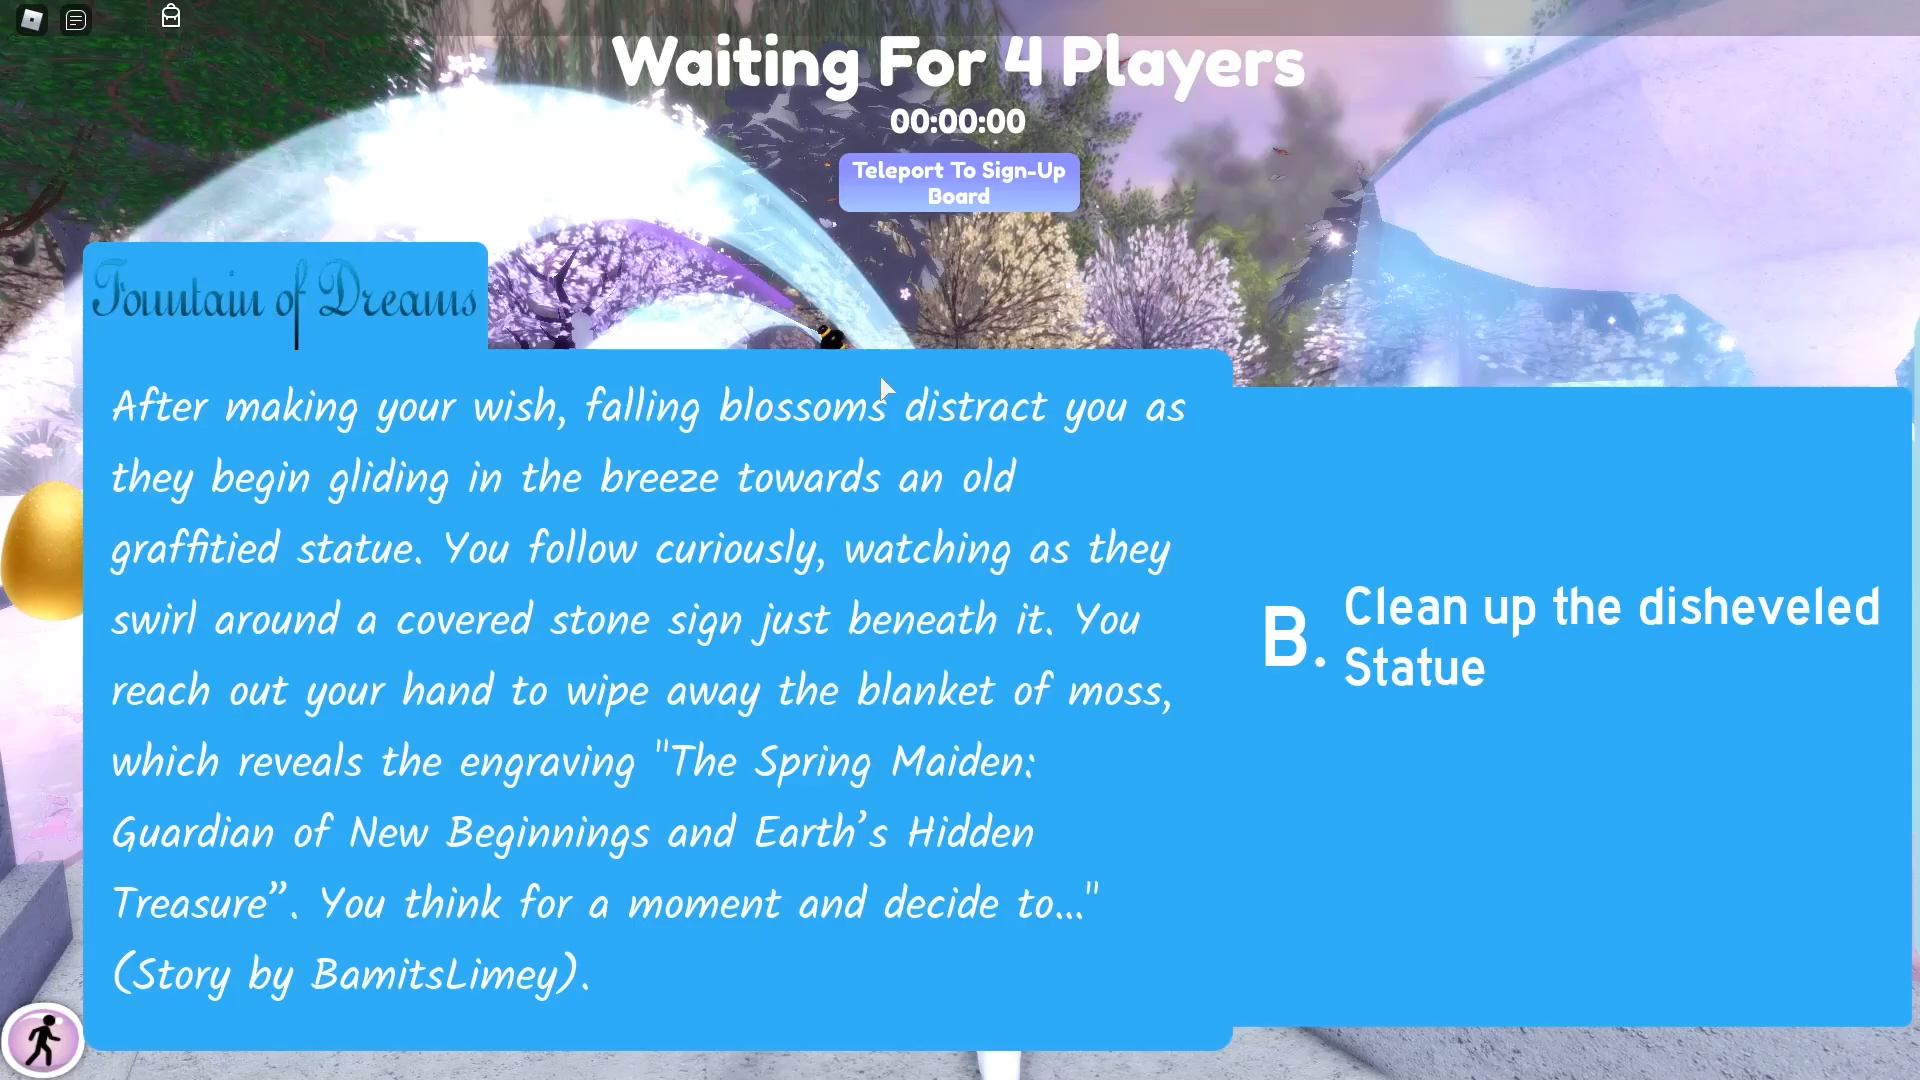 Waiting For 4 Players
00:00:00
Teleport To Sign-Up
Board
Fountain of Dreams
After making your wish, falling blossoms distract you as
they begin gliding in the breeze towards an old
graffitied statue. You follow curiously, watching as they
swirl around a covered stone sign just beneath it. You
reach out your hand to wipe away the blanket of moss,
which reveals the engraving "The Spring Maiden:
Guardian of New Beginnings and Earth’s Hidden
Treasure”. You think for a moment and decide to..."
(Story by BamitsLimey).
B. Clean up the disheveled
Statue